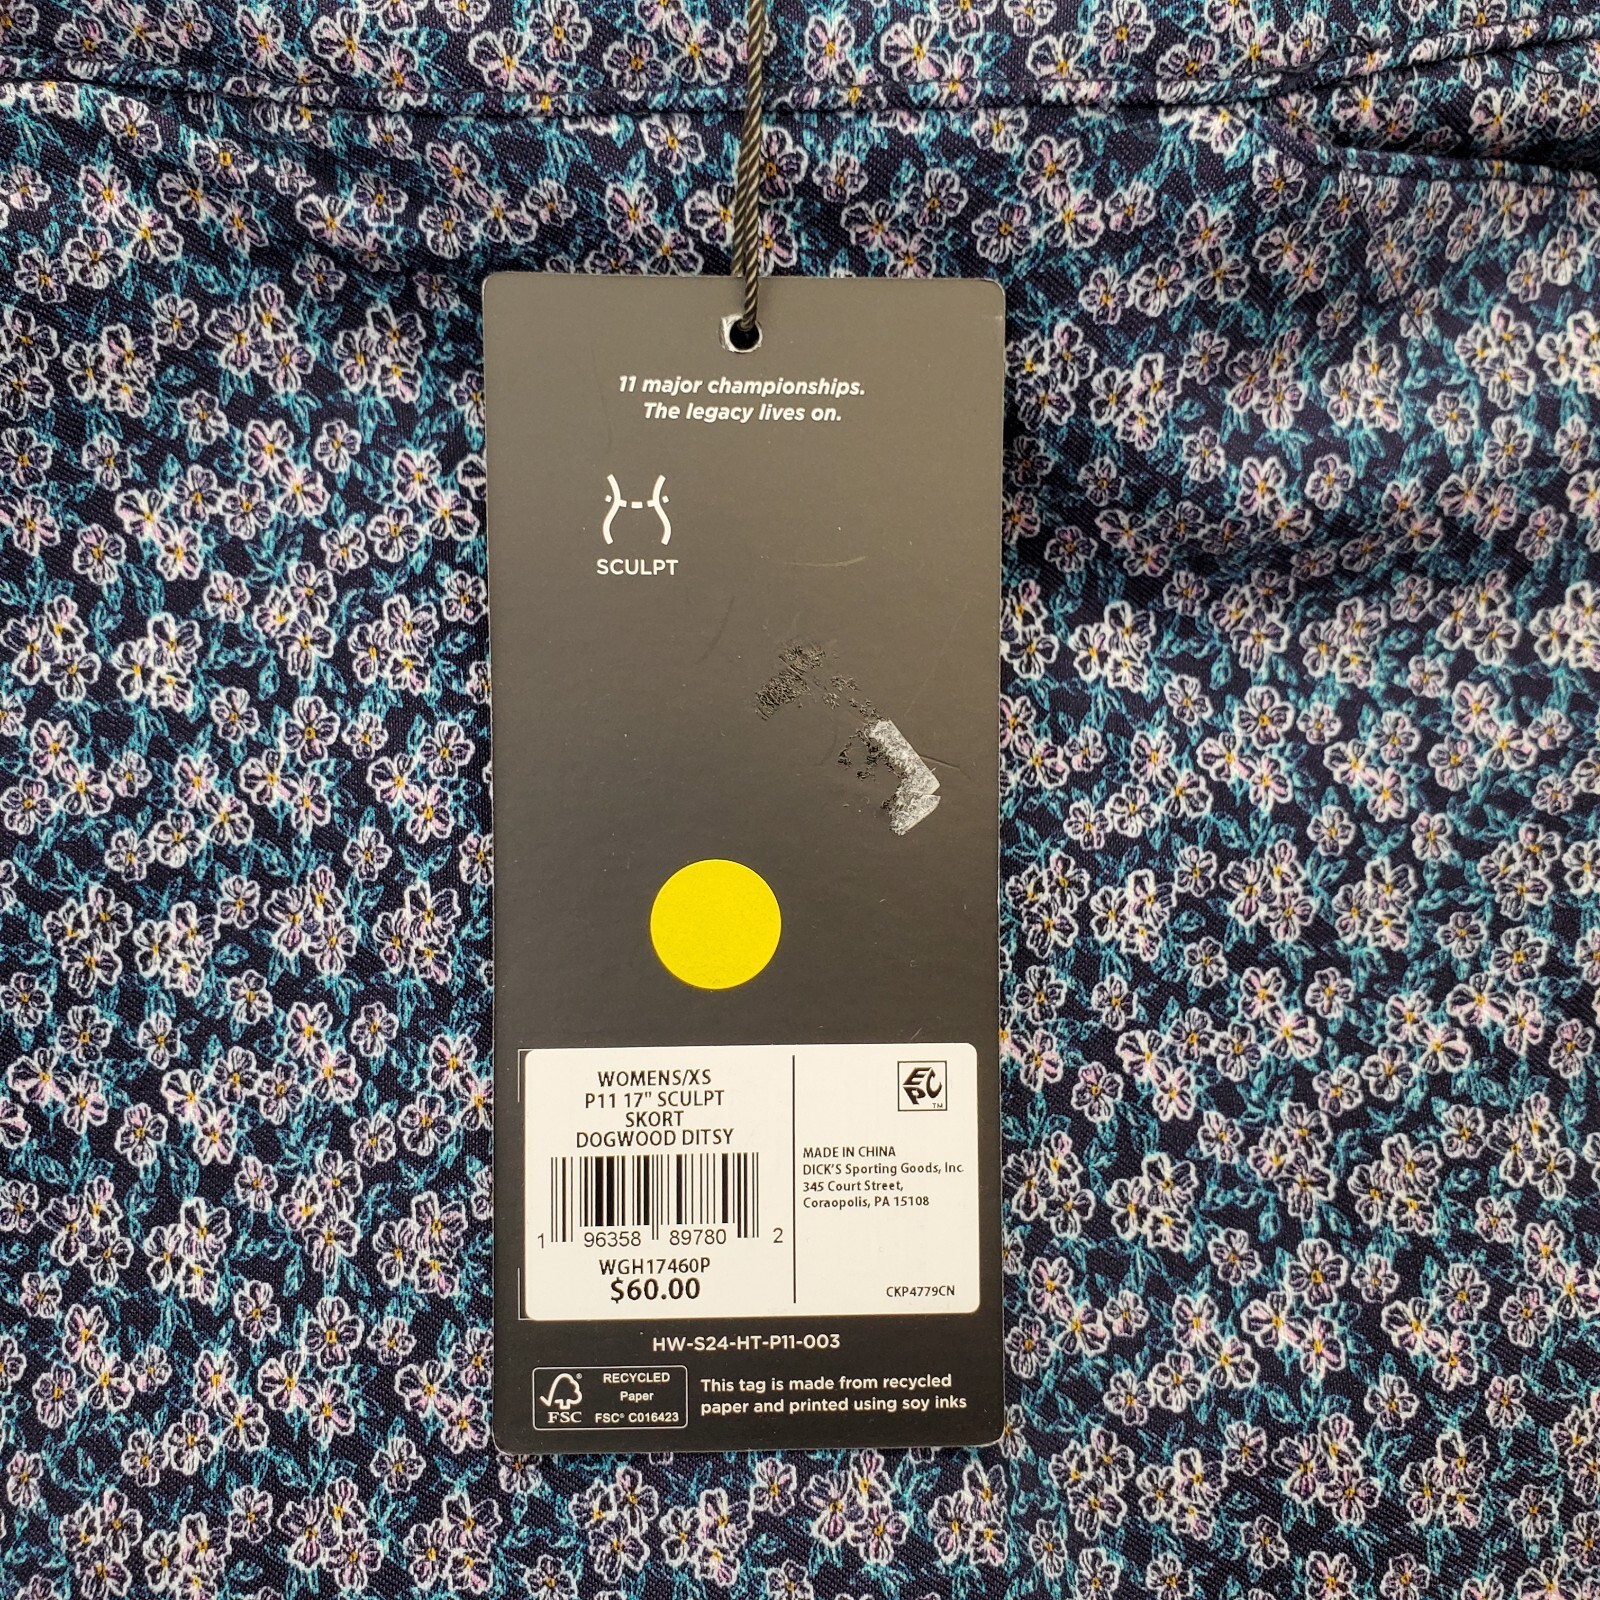 11 major championships.
The legacy lives on.
SCULPT
WOMENS/XS
P11 17" SCULPT
SKORT
DOGWOOD DITSY
1 96358 89780 2
WGH17460P
$60.00
EPC
TM
MADE IN CHINA
DICK'S Sporting Goods, Inc
345 Court Street,
Coraopolis, PA 15108
CKP4779CN
HW-S24-HT-P11-003
FSC
RECYCLED
Paper
FSC® C016423
This tag is made from recycled
paper and printed using soy inks